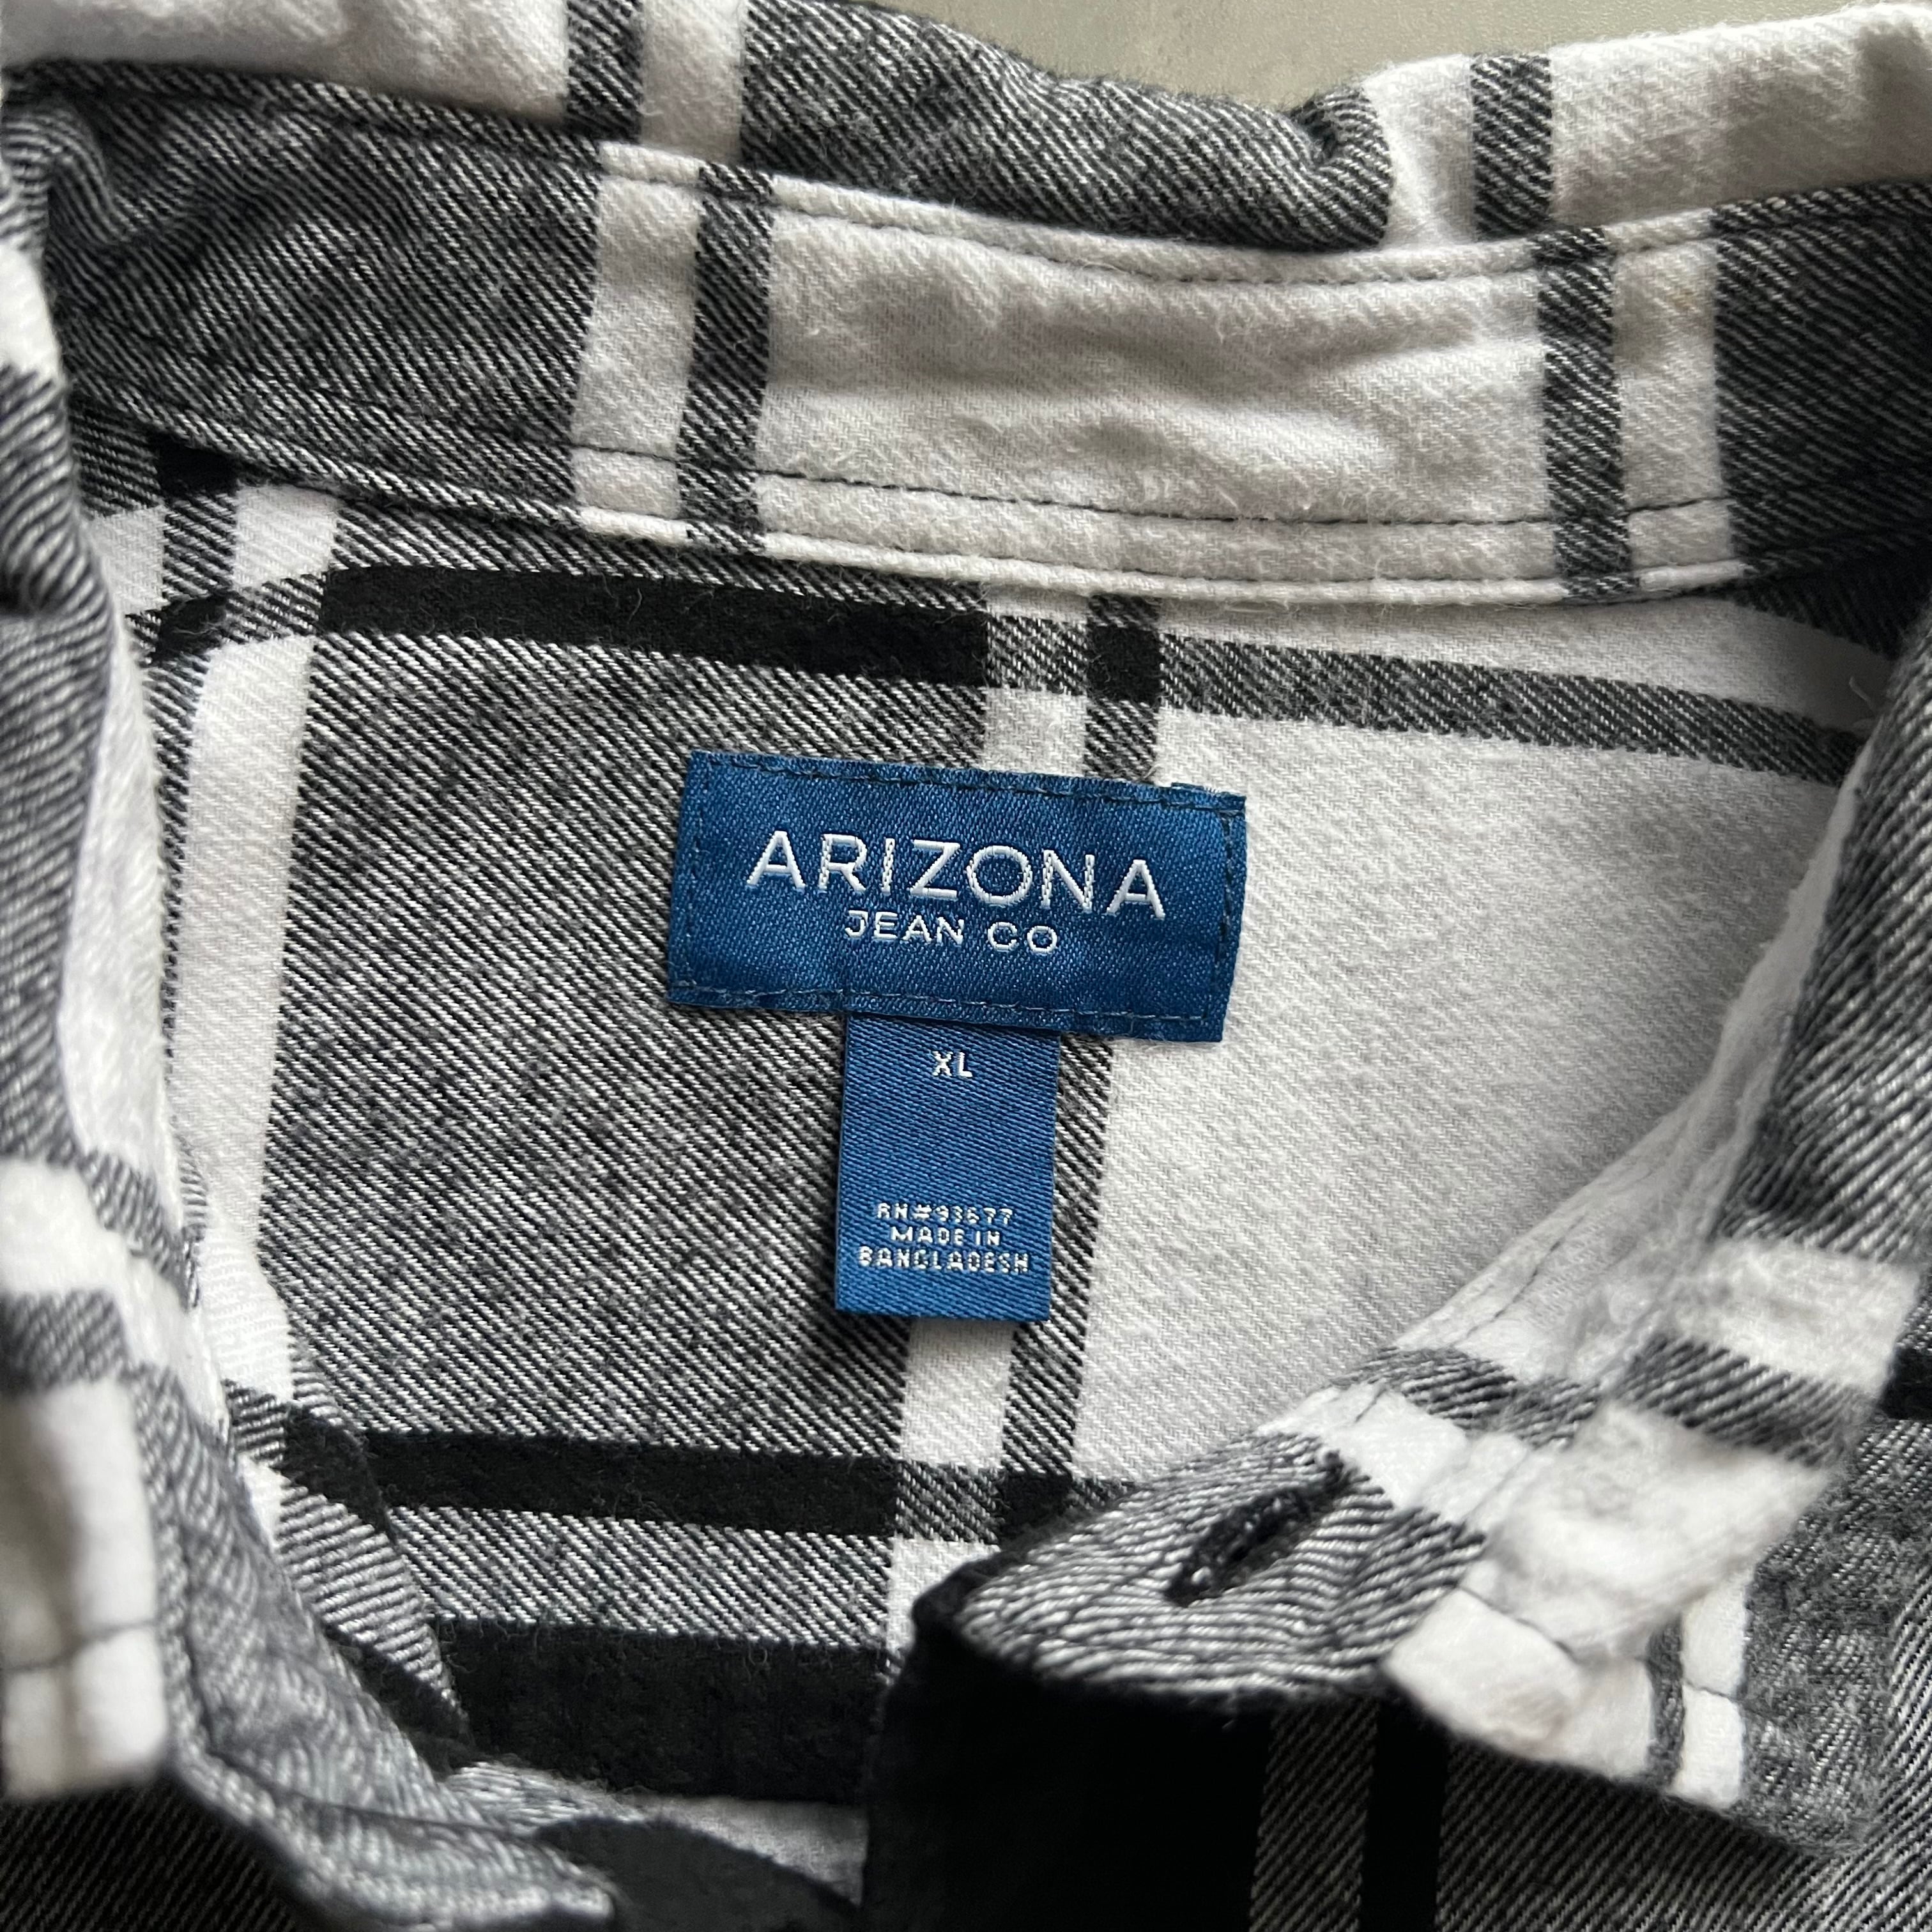 ARIZONA
JEAN CO
XL
RN#93677
MADE IN
BANGLADESH